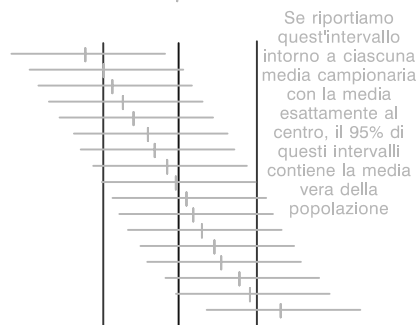 Se riportiamo
quest'intervallo
intorno a ciascuna
media campionaria
con la media
esattamente al
centro, il 95% di
questi intervalli
contiene la media
vera della
popolazione